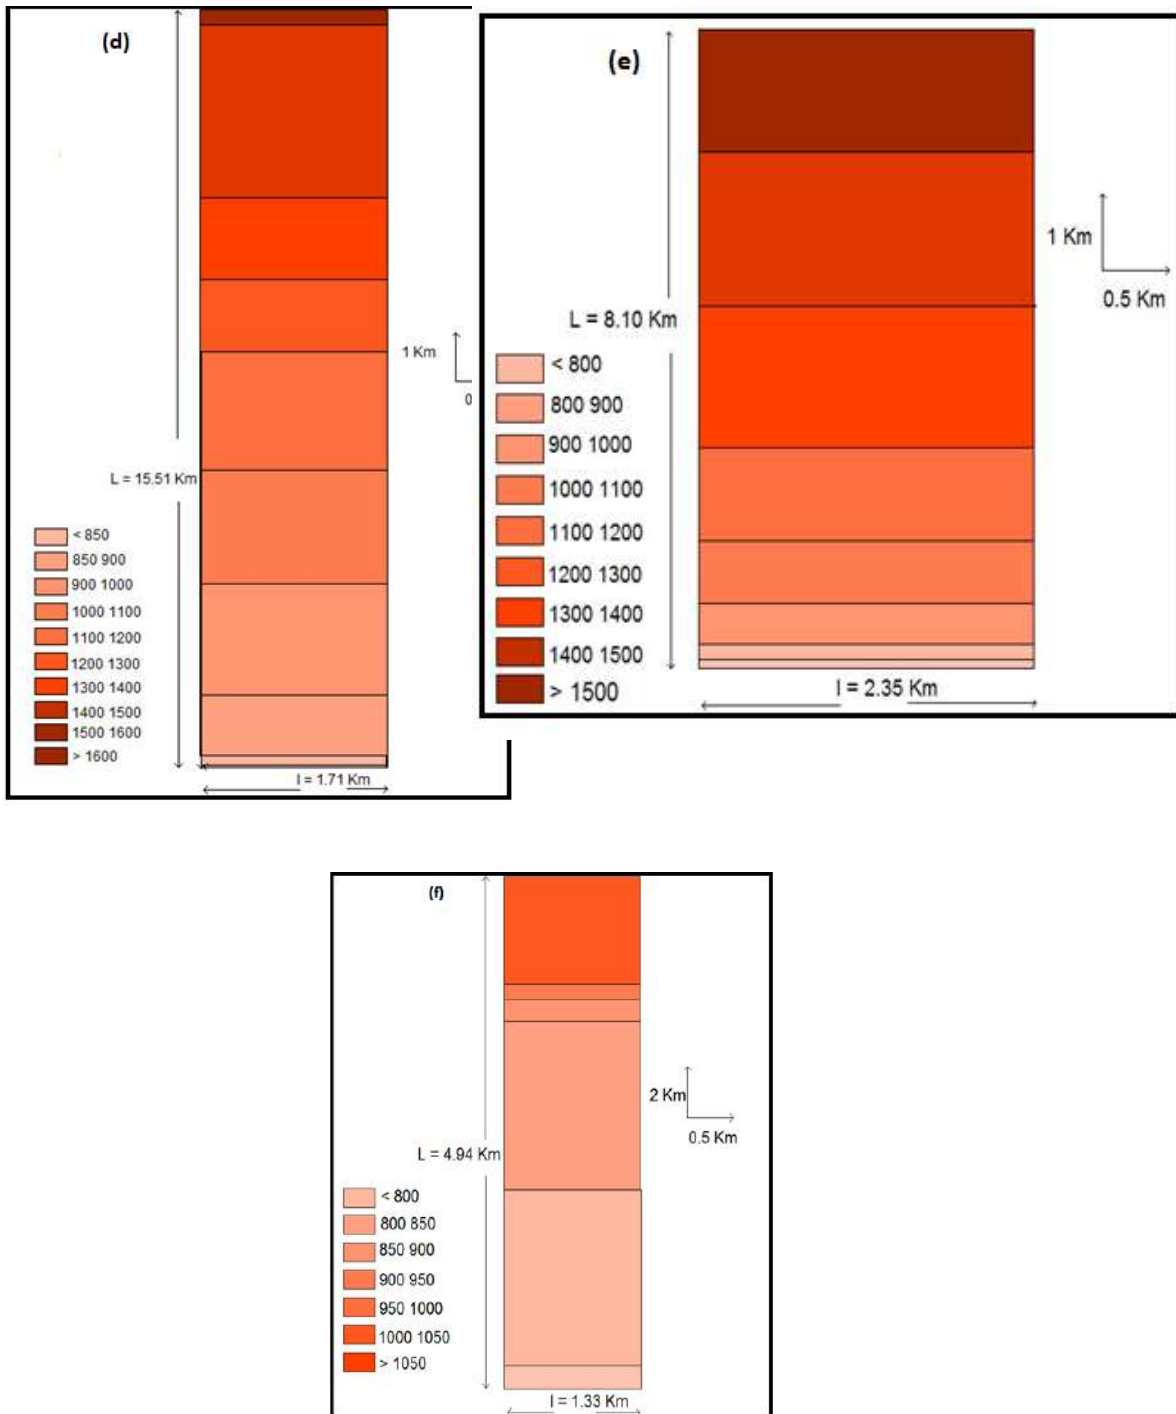 (d)
1 Km
0
L = 15.51 Km
< 850
850 900
900 1000
1000 1100
1100 1200
1200 1300
1300 1400
1400 1500
1500 1600
> 1600
l = 1.71 Km
(e)
1 Km
0.5 Km
L = 8.10 Km
< 800
800 900
900 1000
1000 1100
1100 1200
1200 1300
1300 1400
1400 1500
> 1500
l = 2.35 Km
(f)
2 Km
0.5 Km
L = 4.94 Km
< 800
800 850
850 900
900 950
950 1000
1000 1050
> 1050
l = 1.33 Km